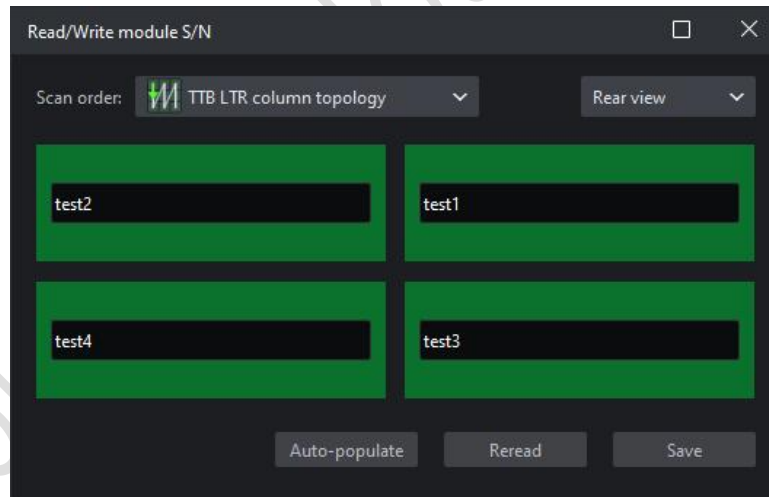 Read/Write module S/N
Scan order: TTB LTR column topology Rear view
test2 test1
test4 test3
Auto-populate Reread Save